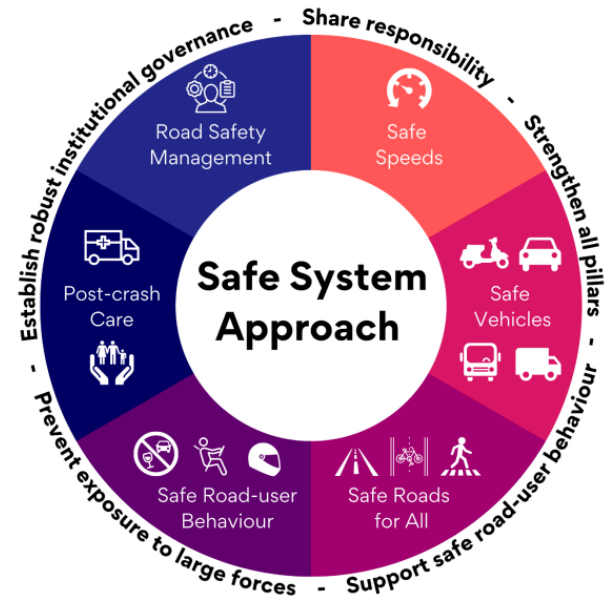 Establish robust institutional governance - Share responsibility - Strengthen all pillars - Support safe road-user behaviour - Prevent exposure to large forces -
Road Safety
Management
Safe
Speeds
Safe System
Approach
Post-crash
Care
Safe
Vehicles
Safe Road-user
Behaviour
Safe Roads
for All